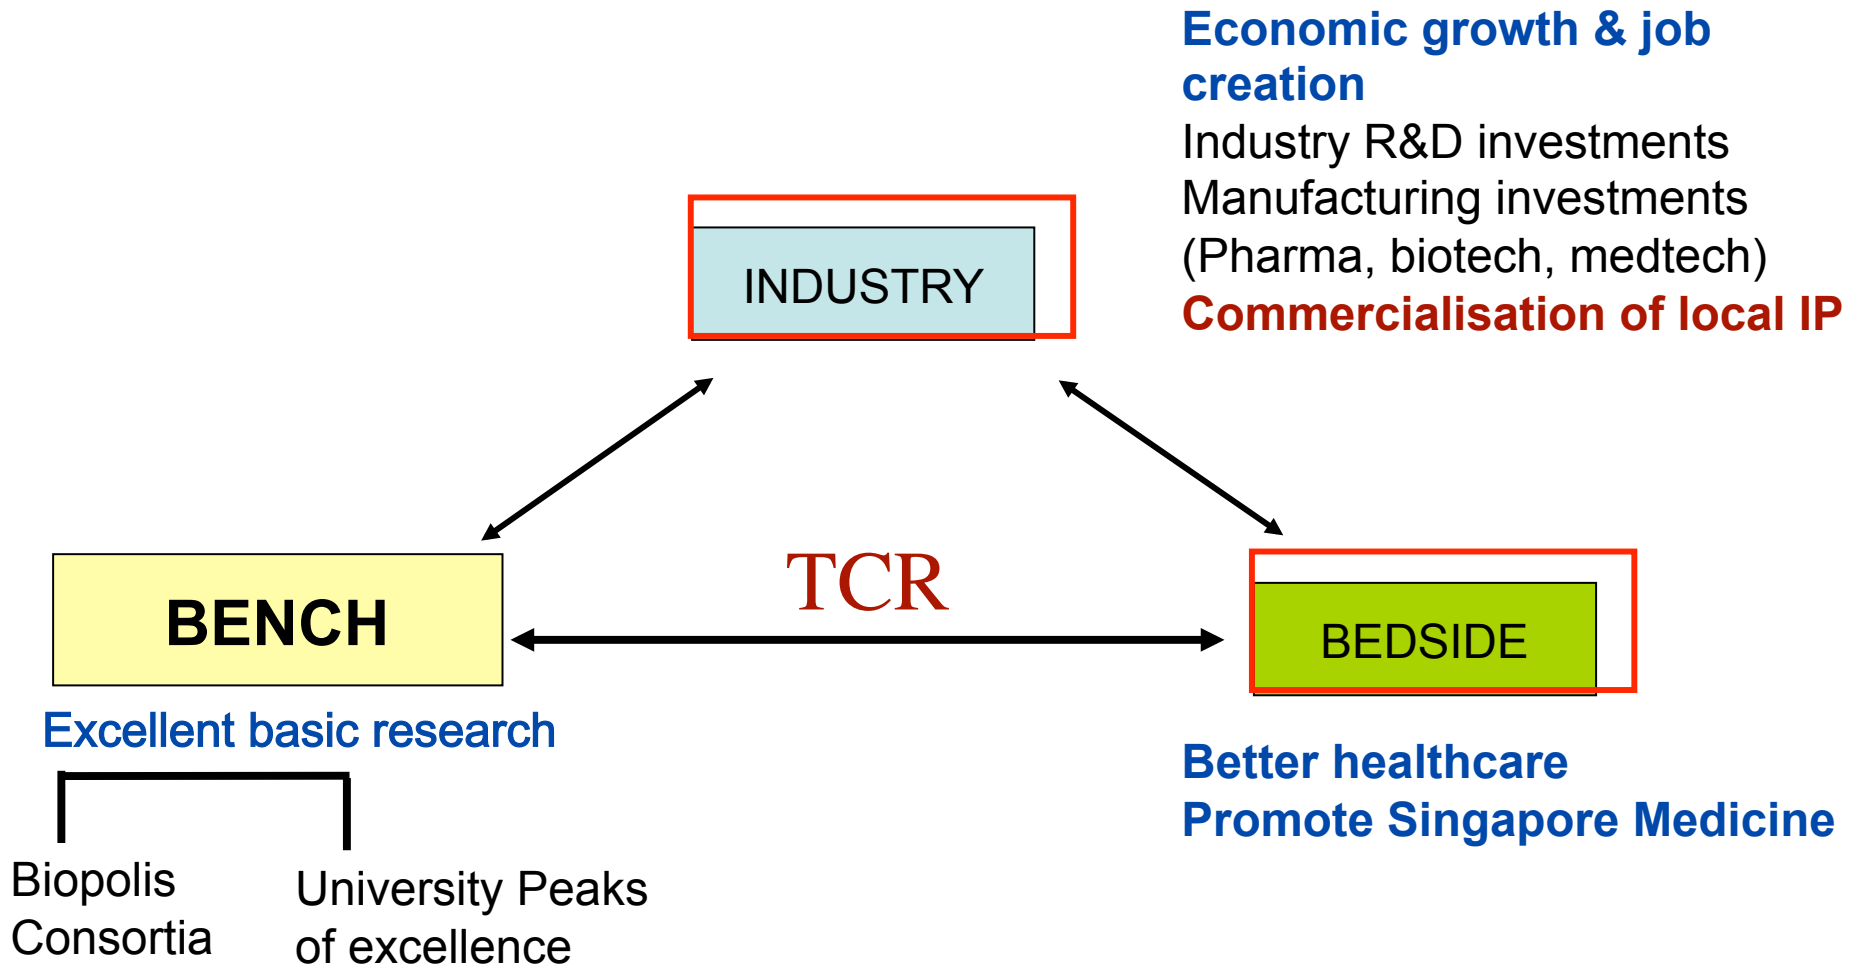 Economic growth & job
creation
Industry R&D investments
Manufacturing investments
(Pharma, biotech, medtech)
Commercialisation of local IP
INDUSTRY
TCR
BENCH
BEDSIDE
Excellent basic research
Better healthcare
Promote Singapore Medicine
Biopolis
Consortia
University Peaks
of excellence